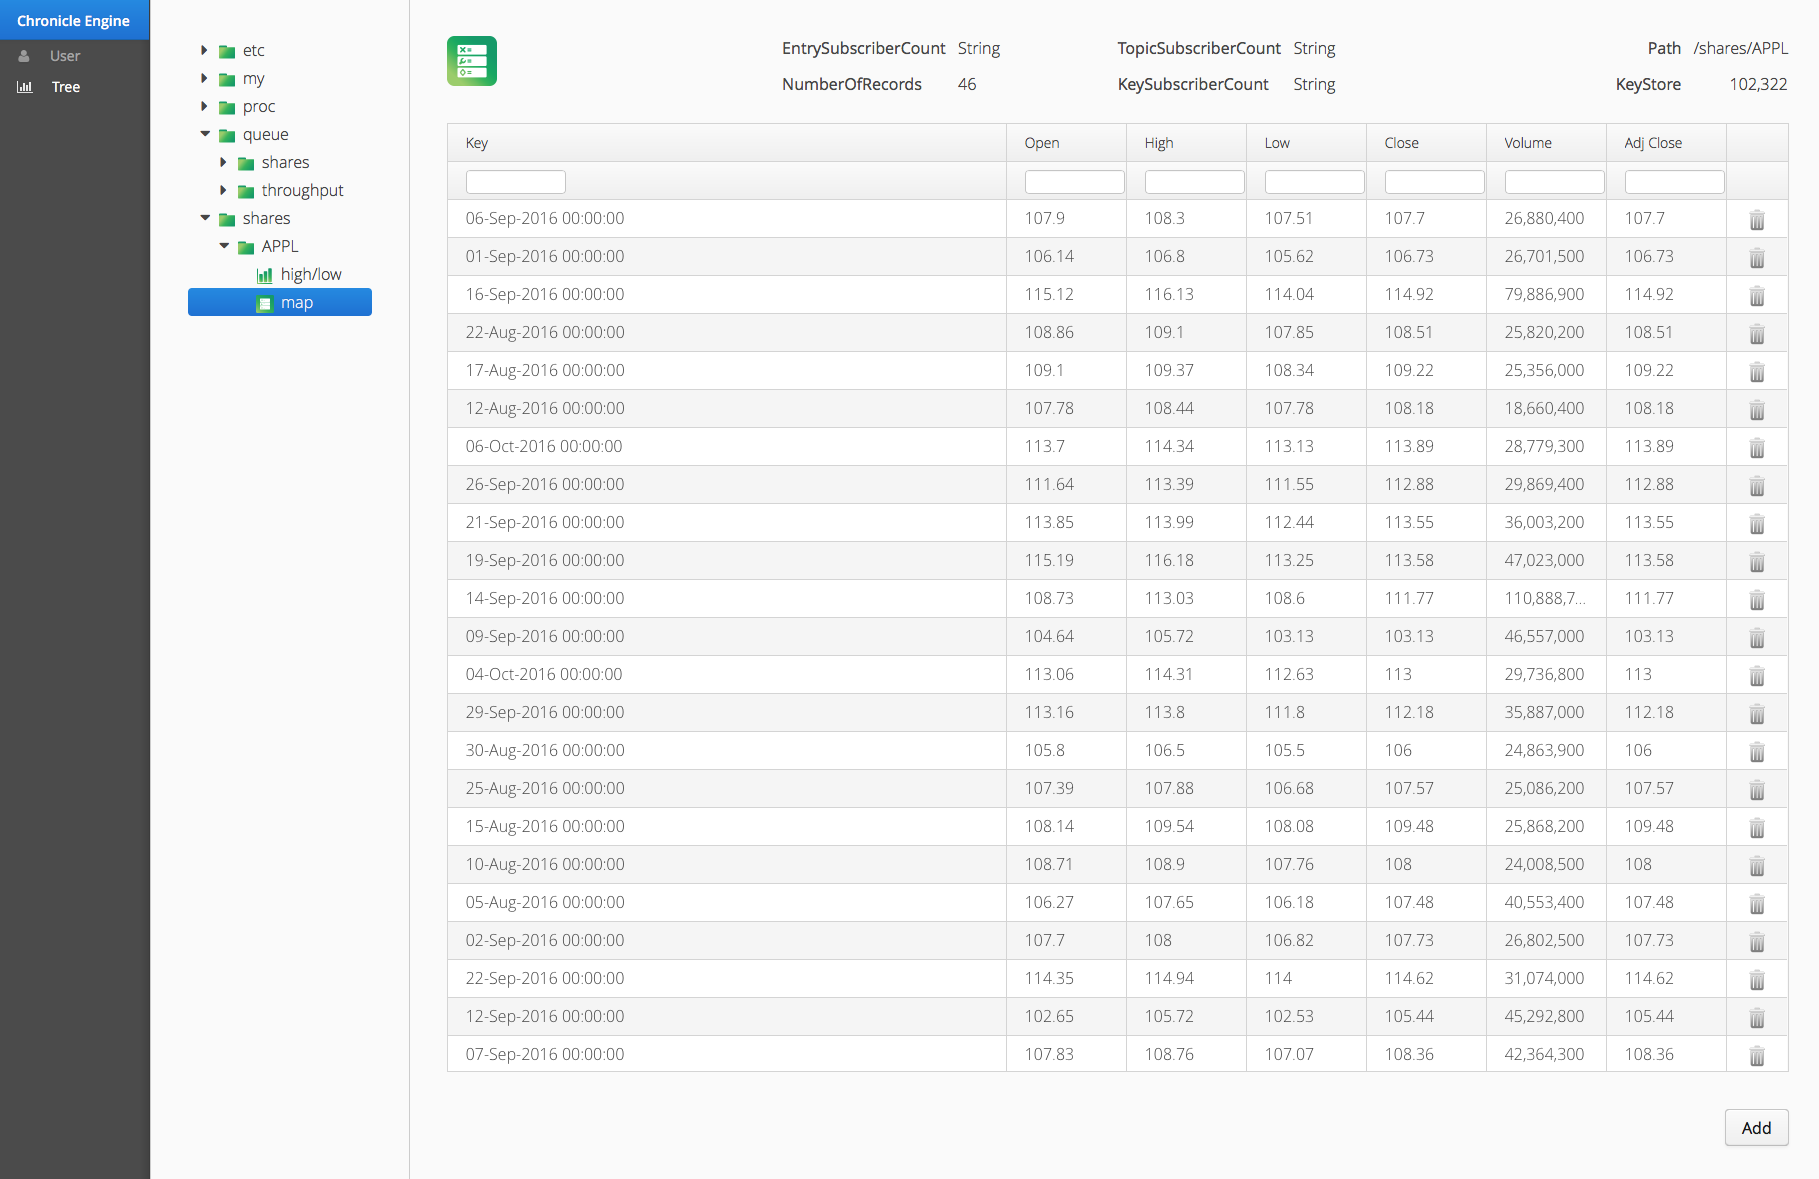 Chronicle Engine
User
Tree
etc
my
proc
queue
shares
throughput
shares
APPL
high/low
map
EntrySubscriberCount String TopicSubscriberCount String Path /shares/APPL
NumberOfRecords 46 KeySubscriberCount String KeyStore 102,322
Key Open High Low Close Volume Adj Close
06-Sep-2016 00:00:00 107.9 108.3 107.51 107.7 26,880,400 107.7
01-Sep-2016 00:00:00 106.14 106.8 105.62 106.73 26,701,500 106.73
16-Sep-2016 00:00:00 115.12 116.13 114.04 114.92 79,886,900 114.92
22-Aug-2016 00:00:00 108.86 109.1 107.85 108.51 25,820,200 108.51
17-Aug-2016 00:00:00 109.1 109.37 108.34 109.22 25,356,000 109.22
12-Aug-2016 00:00:00 107.78 108.44 107.78 108.18 18,660,400 108.18
06-Oct-2016 00:00:00 113.7 114.34 113.13 113.89 28,779,300 113.89
26-Sep-2016 00:00:00 111.64 113.39 111.55 112.88 29,869,400 112.88
21-Sep-2016 00:00:00 113.85 113.99 112.44 113.55 36,003,200 113.55
19-Sep-2016 00:00:00 115.19 116.18 113.25 113.58 47,023,000 113.58
14-Sep-2016 00:00:00 108.73 113.03 108.6 111.77 110,888,7... 111.77
09-Sep-2016 00:00:00 104.64 105.72 103.13 103.13 46,557,000 103.13
04-Oct-2016 00:00:00 113.06 114.31 112.63 113 29,736,800 113
29-Sep-2016 00:00:00 113.16 113.8 111.8 112.18 35,887,000 112.18
30-Aug-2016 00:00:00 105.8 106.5 105.5 106 24,863,900 106
25-Aug-2016 00:00:00 107.39 107.88 106.68 107.57 25,086,200 107.57
15-Aug-2016 00:00:00 108.14 109.54 108.08 109.48 25,868,200 109.48
10-Aug-2016 00:00:00 108.71 108.9 107.76 108 24,008,500 108
05-Aug-2016 00:00:00 106.27 107.65 106.18 107.48 40,553,400 107.48
02-Sep-2016 00:00:00 107.7 108 106.82 107.73 26,802,500 107.73
22-Sep-2016 00:00:00 114.35 114.94 114 114.62 31,074,000 114.62
12-Sep-2016 00:00:00 102.65 105.72 102.53 105.44 45,292,800 105.44
07-Sep-2016 00:00:00 107.83 108.76 107.07 108.36 42,364,300 108.36
Add